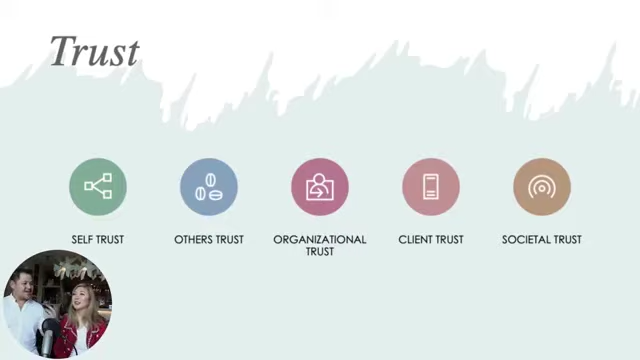 Trust
SELF TRUST
OTHERS TRUST
ORGANIZATIONAL
TRUST
CLIENT TRUST
SOCIETAL TRUST